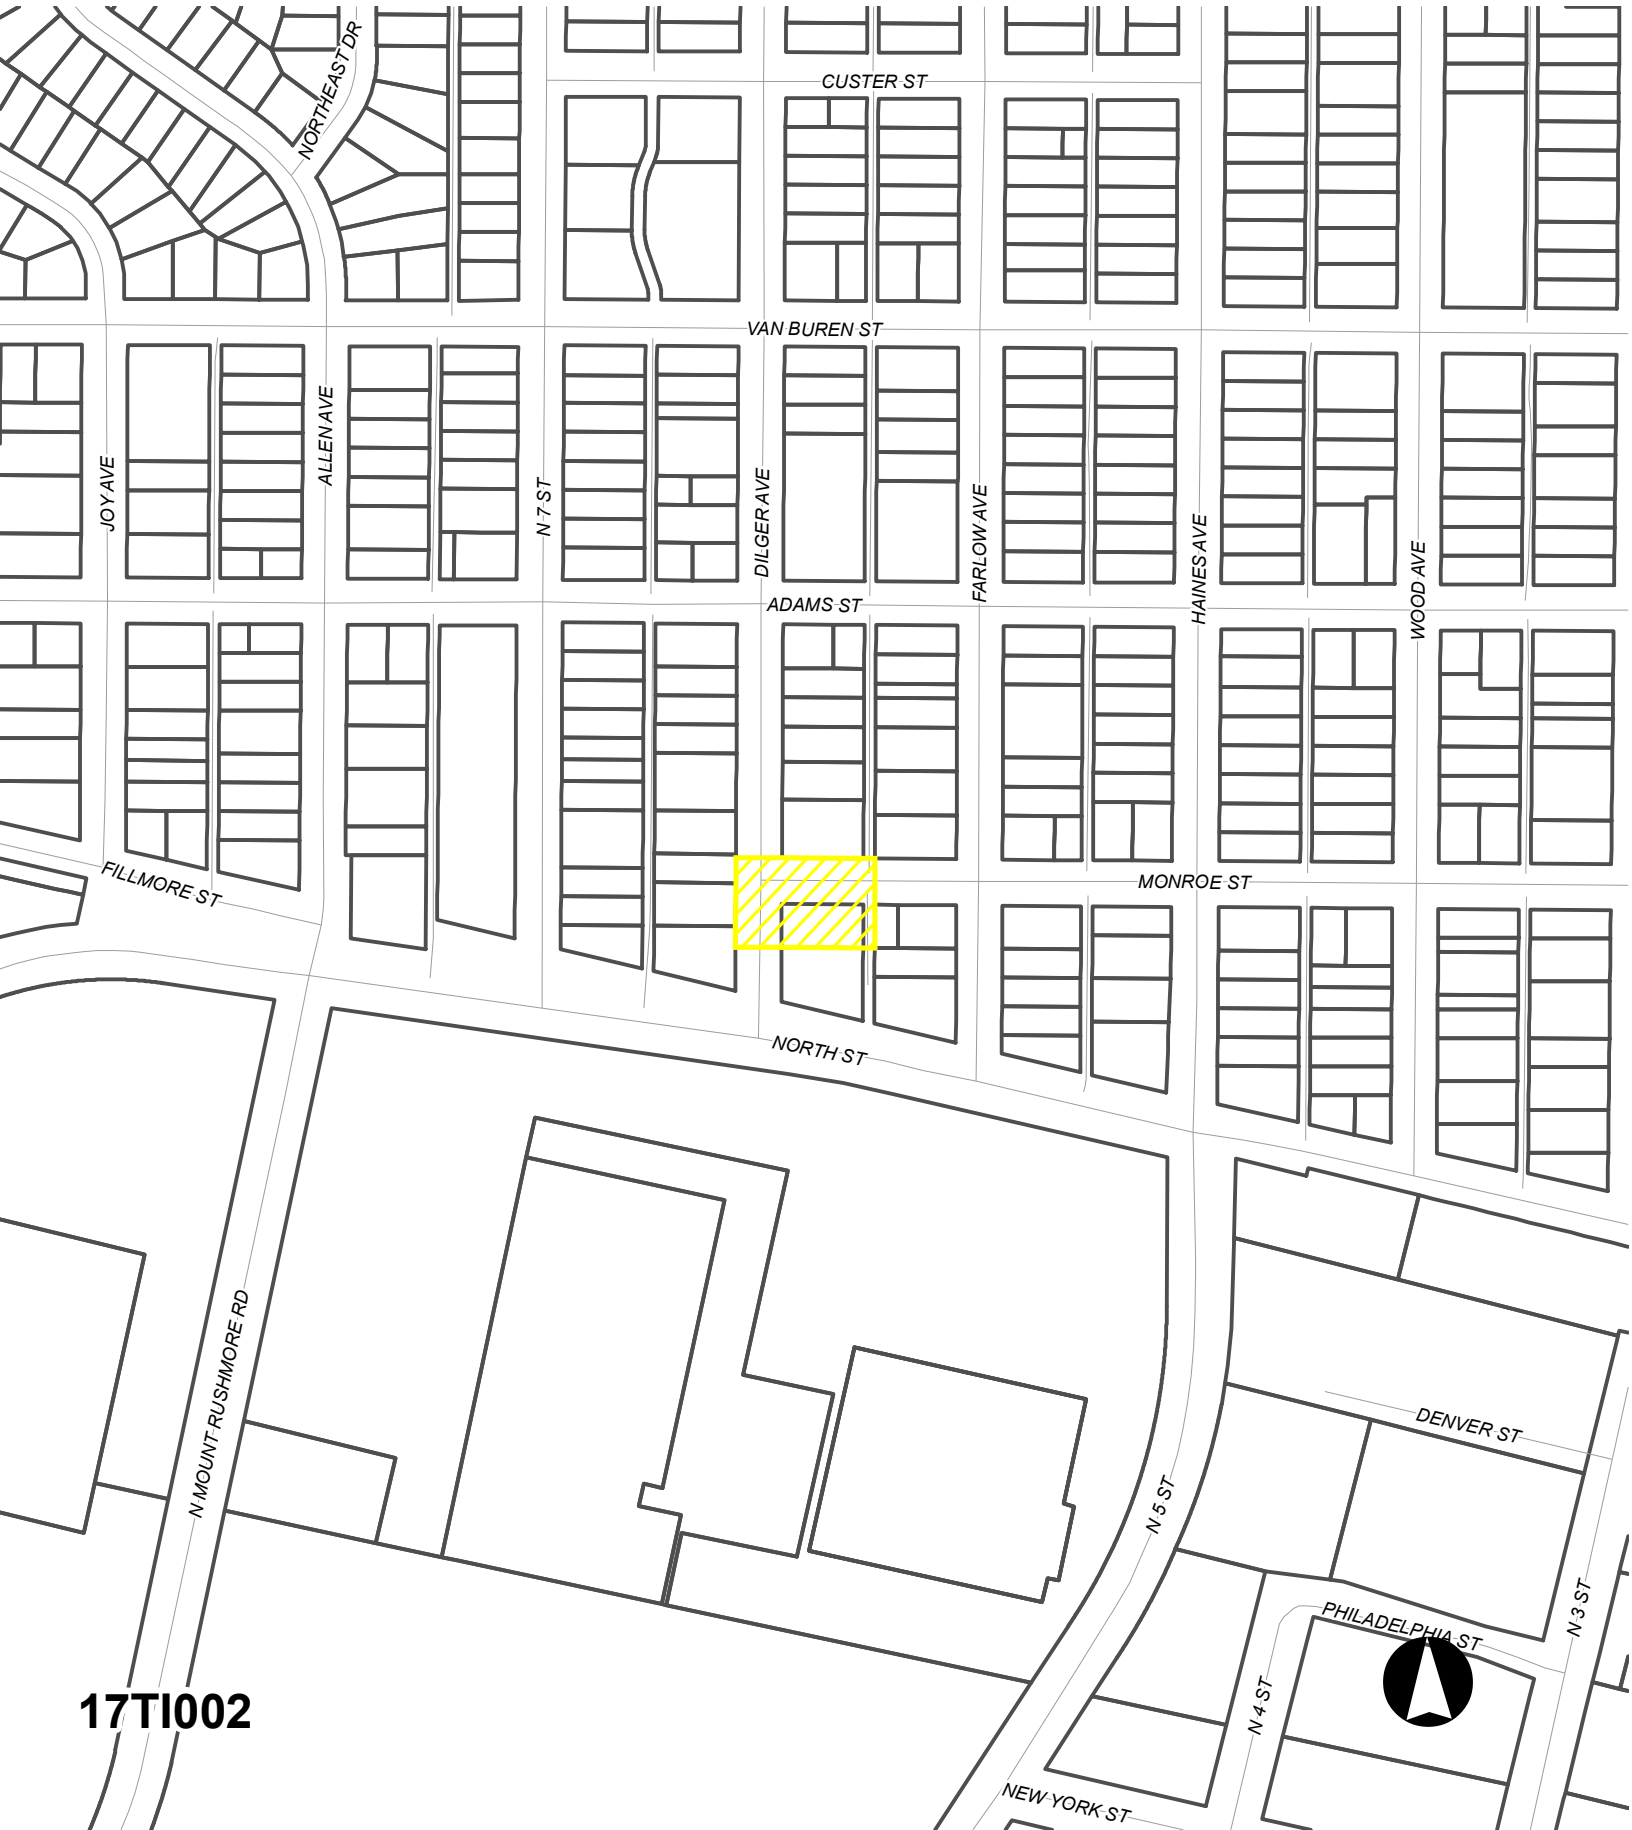 NORTHEAST DR
CUSTER ST
VAN BUREN ST
JOY AVE
ALLEN AVE
N 7 ST
DILGER AVE
FARLOW AVE
HAINES AVE
WOOD AVE
ADAMS ST
FILLMORE ST
MONROE ST
NORTH ST
N MOUNT RUSHMORE RD
DENVER ST
N 5 ST
N 3 ST
PHILADELPHIA ST
N 4 ST
17TI002
NEW YORK ST